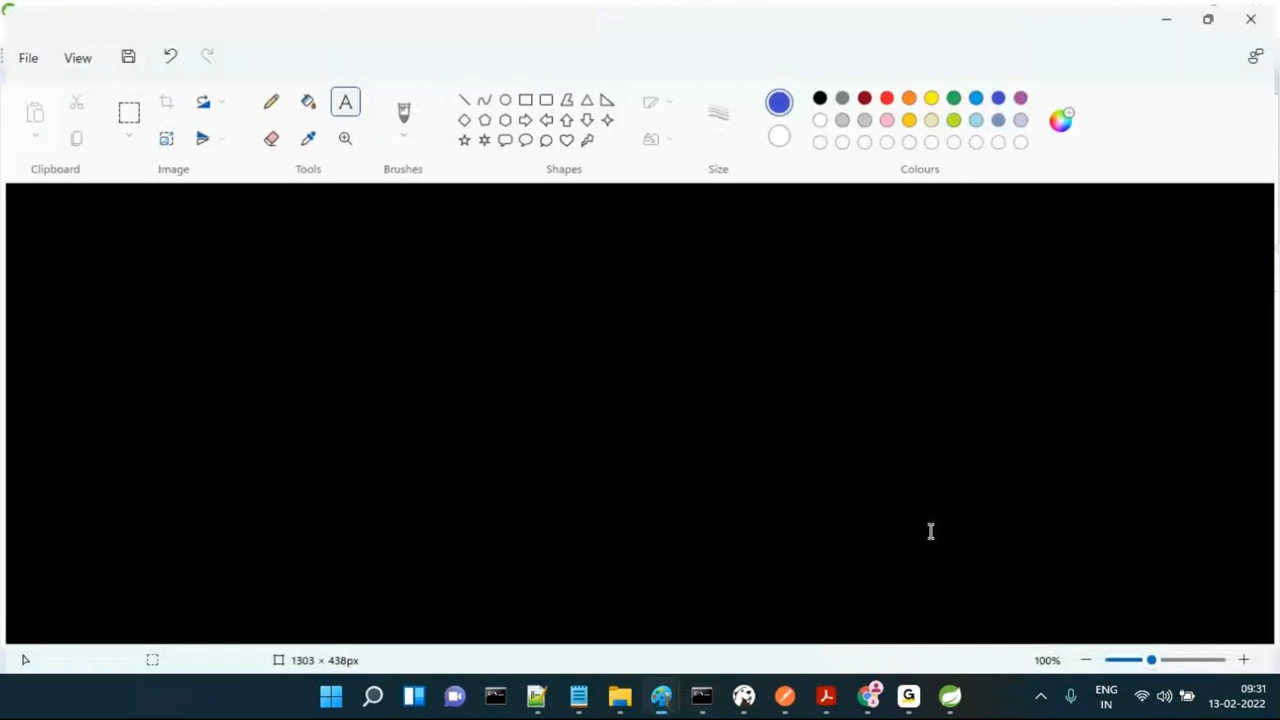 File View
A
Clipboard Image Tools Brushes Shapes Size Colours
1303 × 438px 100%
ENG 09:31
IN 13-02-2022
G